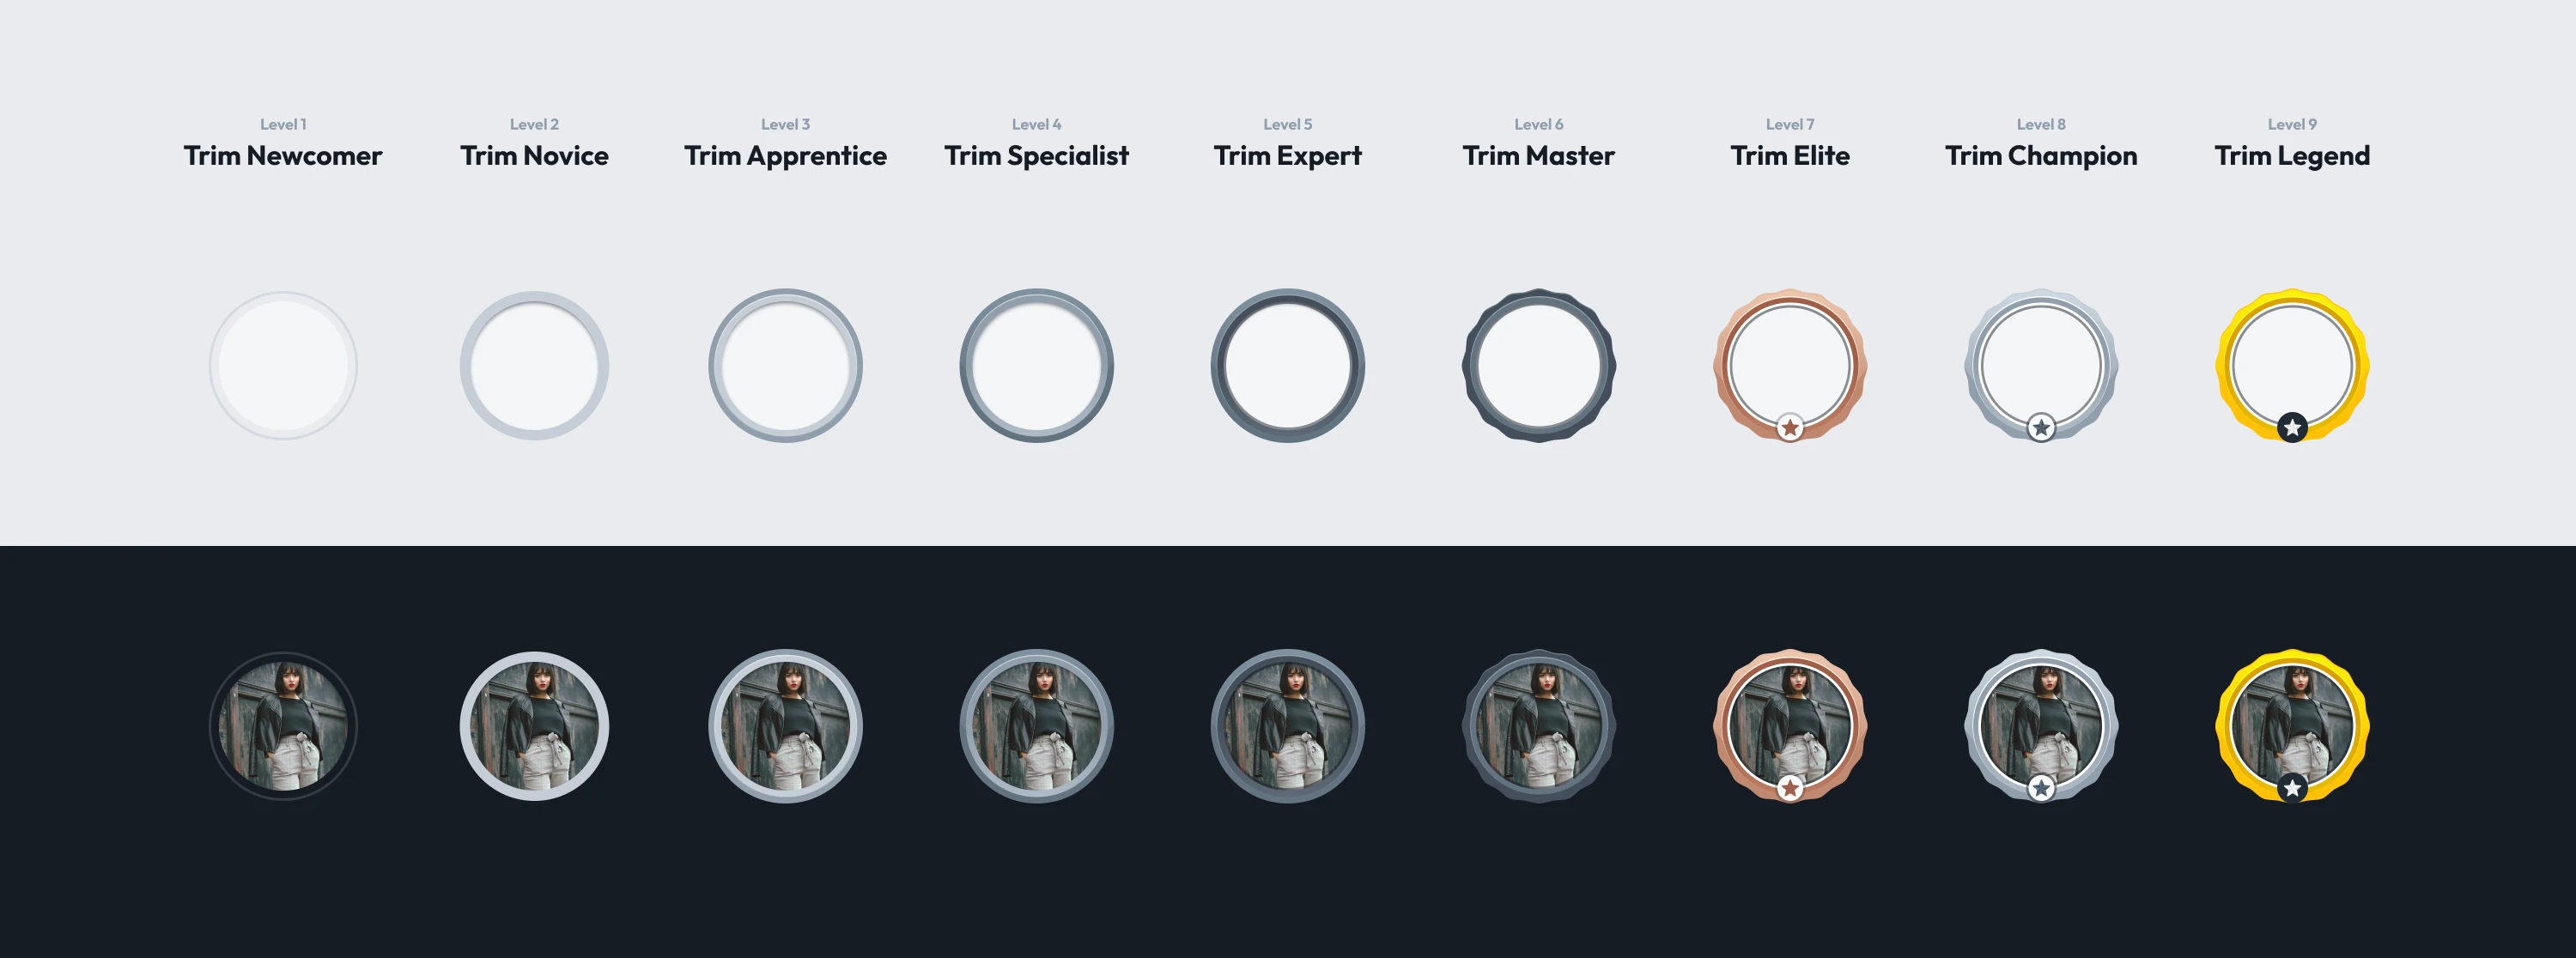 Level 1
Trim Newcomer
Level 2
Trim Novice
Level 3
Trim Apprentice
Level 4
Trim Specialist
Level 5
Trim Expert
Level 6
Trim Master
Level 7
Trim Elite
Level 8
Trim Champion
Level 9
Trim Legend